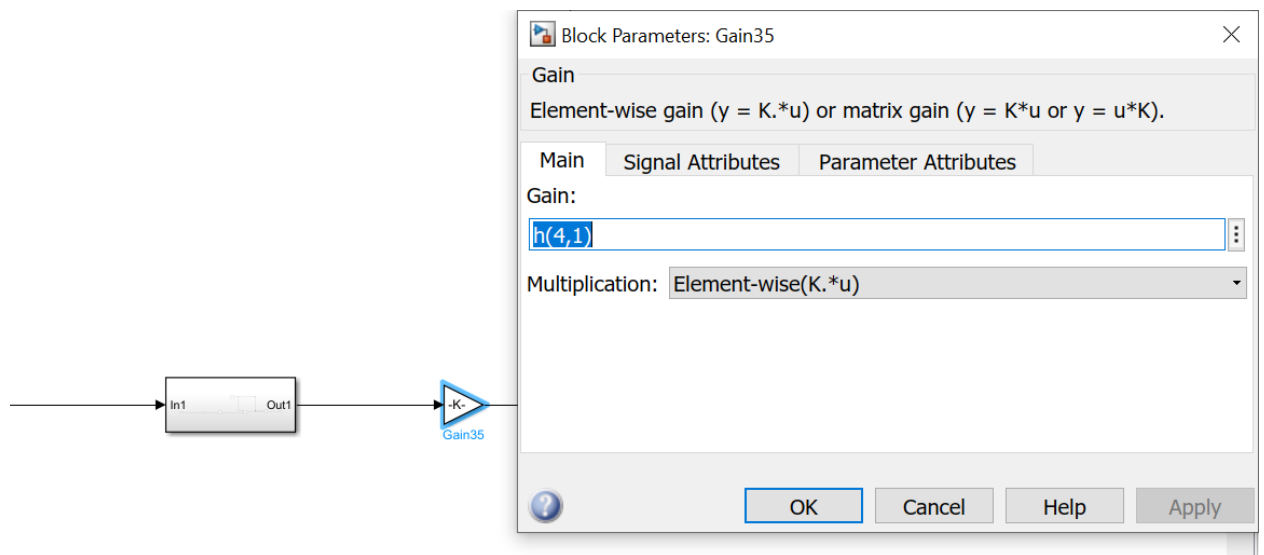 Block Parameters: Gain35
Gain
Element-wise gain (y = K.*u) or matrix gain (y = K*u or y = u*K).
Main Signal Attributes Parameter Attributes
Gain:
h(4,1)
Multiplication: Element-wise(K.*u)
In1 Out1
-K-
Gain35
? OK Cancel Help Apply